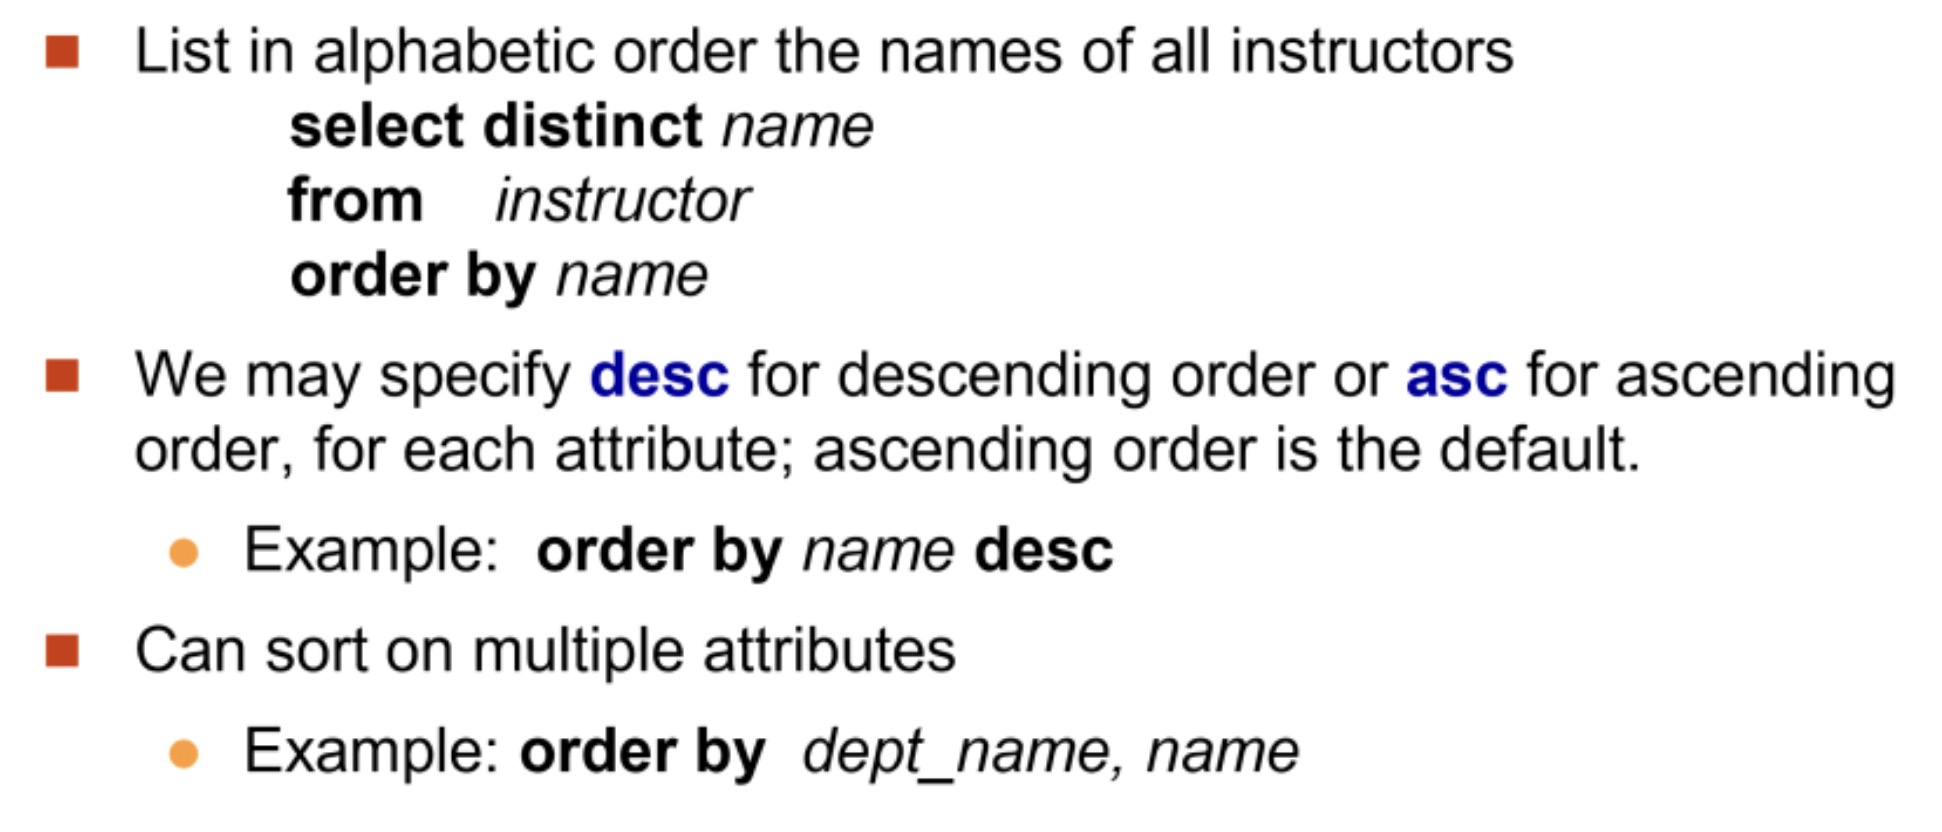 List in alphabetic order the names of all instructors
select distinct name
from instructor
order by name
We may specify desc for descending order or asc for ascending
order, for each attribute; ascending order is the default.
Example: order by name desc
Can sort on multiple attributes
Example: order by dept_name, name